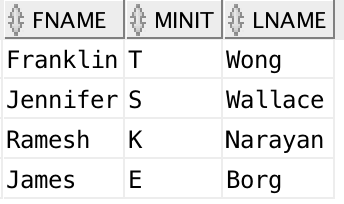 FNAME MINIT LNAME
Franklin T Wong
Jennifer S Wallace
Ramesh K Narayan
James E Borg